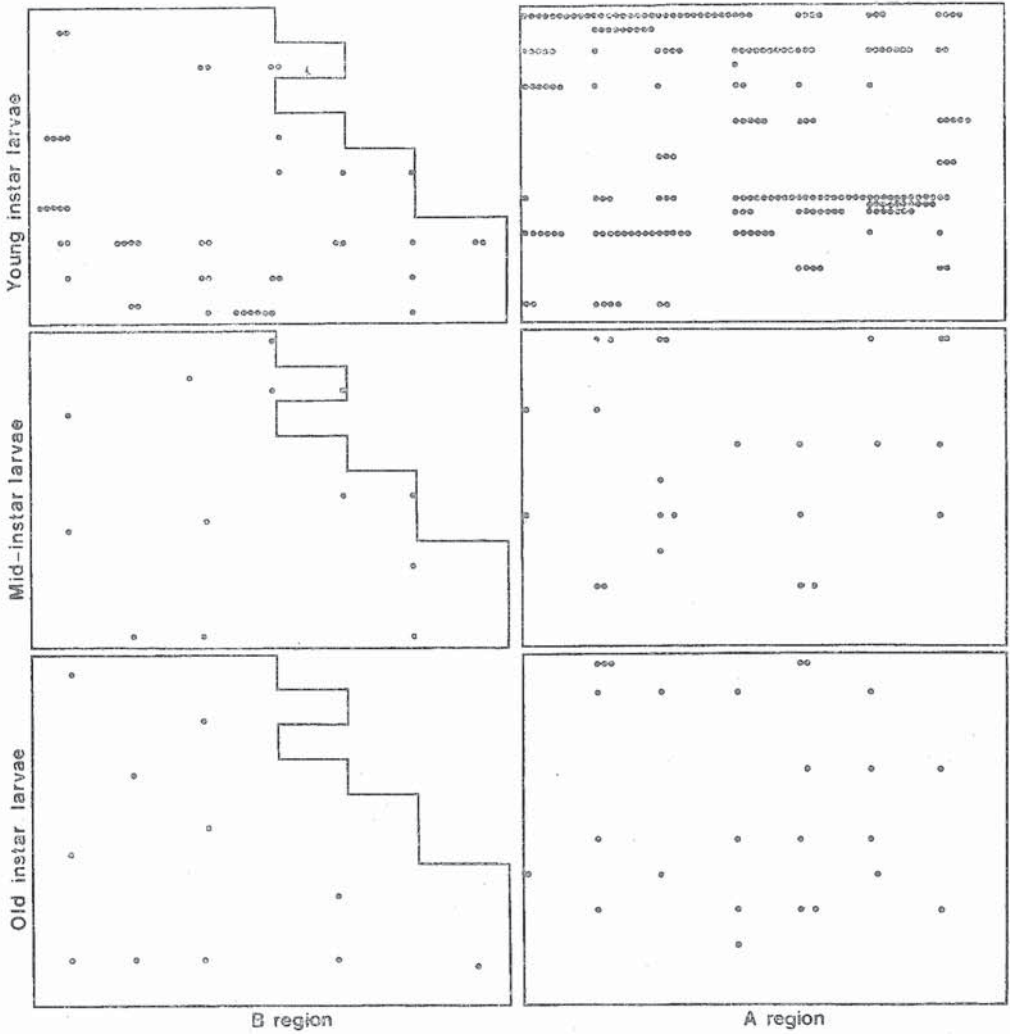 Young instar larvae
Mid-instar larvae
Old instar larvae
B region
A region